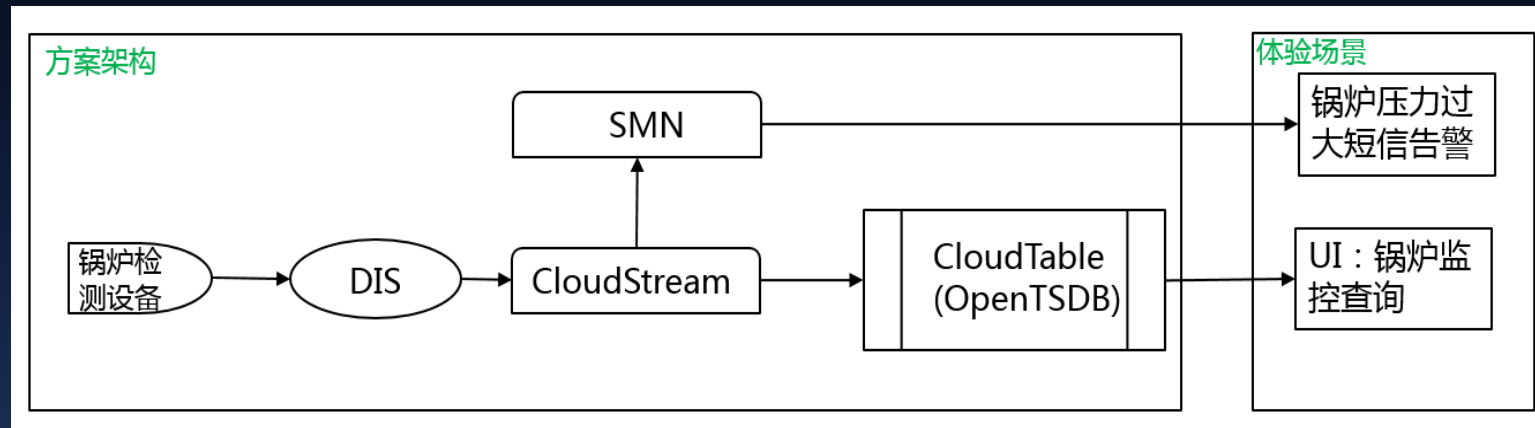 方案架构
体验场景
SMN
锅炉压力过
大短信告警
锅炉检
测设备
DIS
CloudStream
CloudTable
(OpenTSDB)
UI：锅炉监
控查询